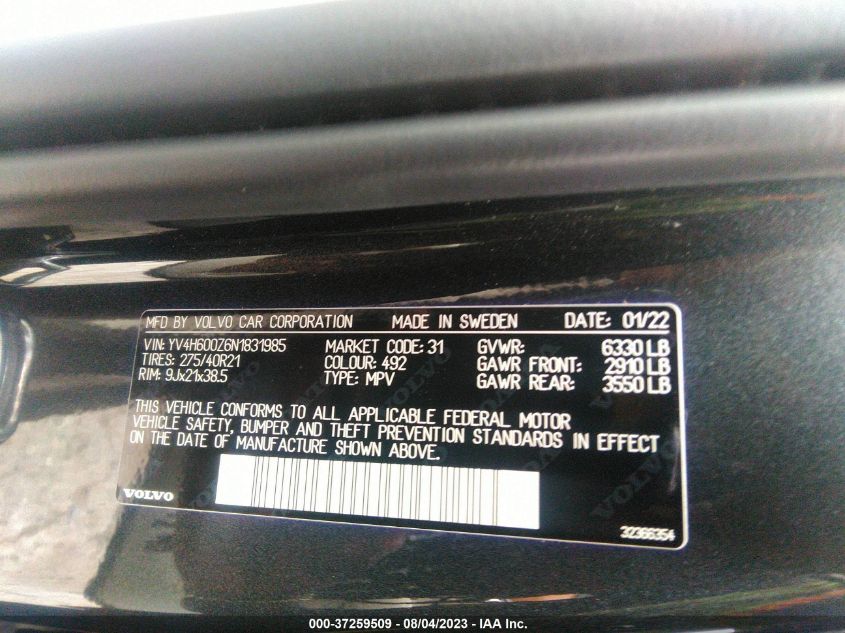 MFD BY VOLVO CAR CORPORATION MADE IN SWEDEN DATE: 01/22
VIN: YV4H600Z6N1831985 MARKET CODE: 31 GVWR: 6330 LB
TIRES: 275/40R21 COLOUR: 492 GAWR FRONT: 2910 LB
RIM: 9Jx21x38.5 TYPE: MPV GAWR REAR: 3550 LB
THIS VEHICLE CONFORMS TO ALL APPLICABLE FEDERAL MOTOR
VEHICLE SAFETY, BUMPER AND THEFT PREVENTION STANDARDS IN EFFECT
ON THE DATE OF MANUFACTURE SHOWN ABOVE.
VOLVO
32366354
000-37259509 - 08/04/2023 - IAA Inc.